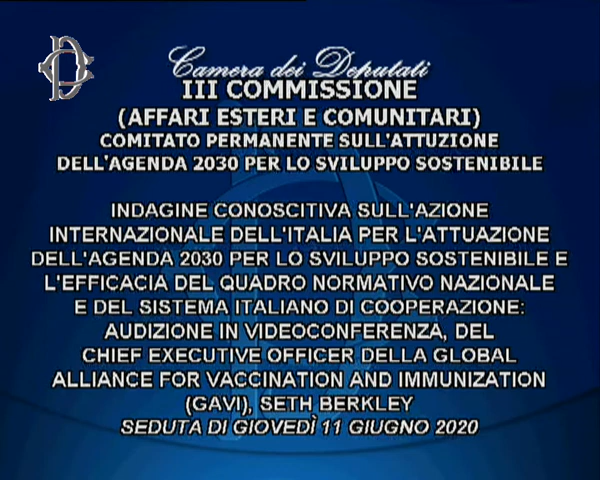 Camera dei Deputati
III COMMISSIONE
(AFFARI ESTERI E COMUNITARI)
COMITATO PERMANENTE SULL'ATTUZIONE
DELL'AGENDA 2030 PER LO SVILUPPO SOSTENIBILE
INDAGINE CONOSCITIVA SULL'AZIONE
INTERNAZIONALE DELL'ITALIA PER L'ATTUAZIONE
DELL'AGENDA 2030 PER LO SVILUPPO SOSTENIBILE E
L'EFFICACIA DEL QUADRO NORMATIVO NAZIONALE
E DEL SISTEMA ITALIANO DI COOPERAZIONE:
AUDIZIONE IN VIDEOCONFERENZA, DEL
CHIEF EXECUTIVE OFFICER DELLA GLOBAL
ALLIANCE FOR VACCINATION AND IMMUNIZATION
(GAVI), SETH BERKLEY
SEDUTA DI GIOVEDÌ 11 GIUGNO 2020